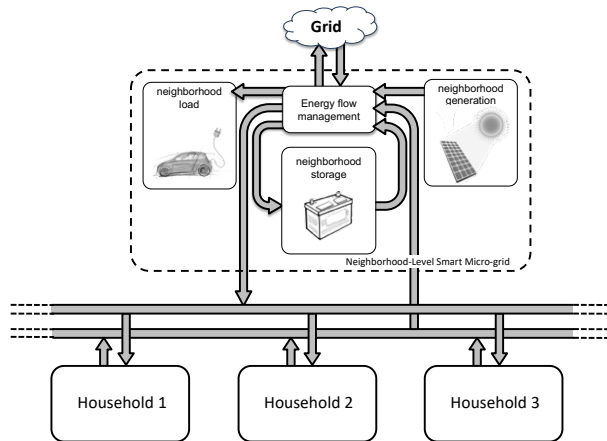 Grid
neighborhood
load
Energy flow
management
neighborhood
generation
neighborhood
storage
Neighborhood-Level Smart Micro-grid
Household 1
Household 2
Household 3